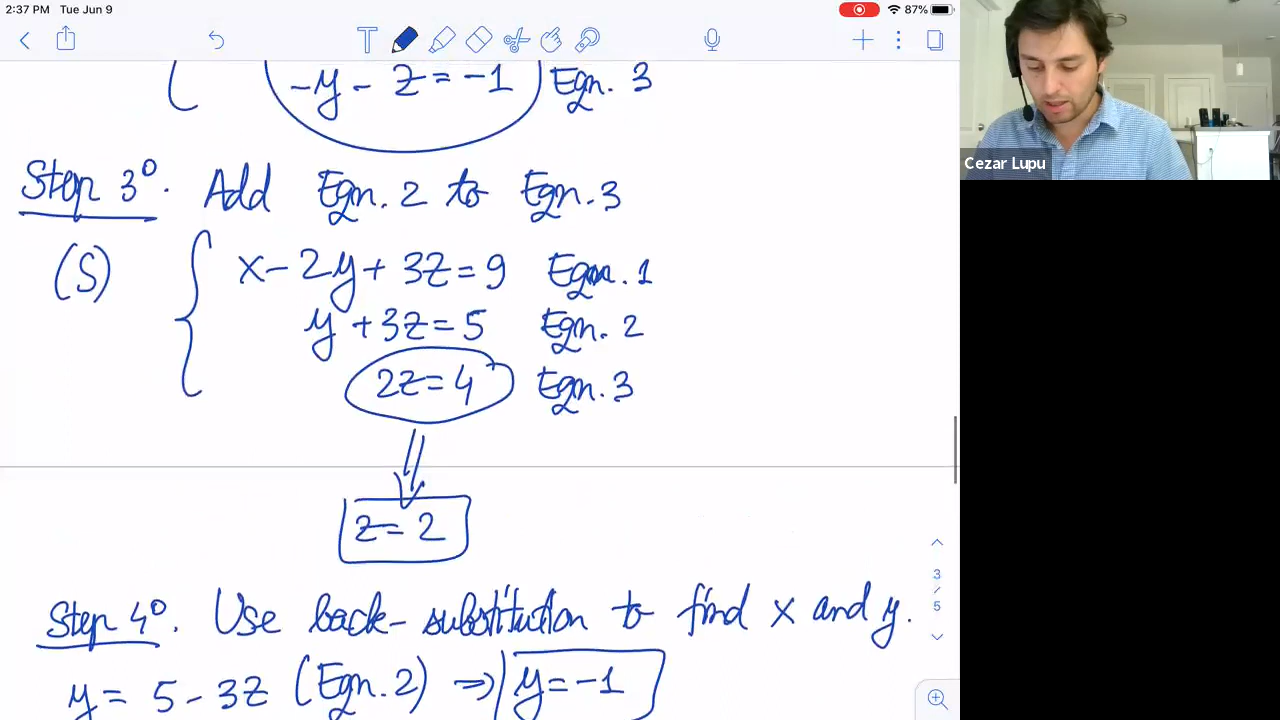 2:37 PM Tue Jun 9
87%
-y - z = -1 Eqn. 3
Step 3°. Add Eqn. 2 to Eqn. 3
(S) x - 2y + 3z = 9 Eqn. 1
y + 3z = 5 Eqn. 2
2z = 4 Eqn. 3
z = 2
Step 4°. Use back-substitution to find x and y.
y = 5 - 3z (Eqn. 2) ⇒ y = -1
Cezar Lupu
3
/
5